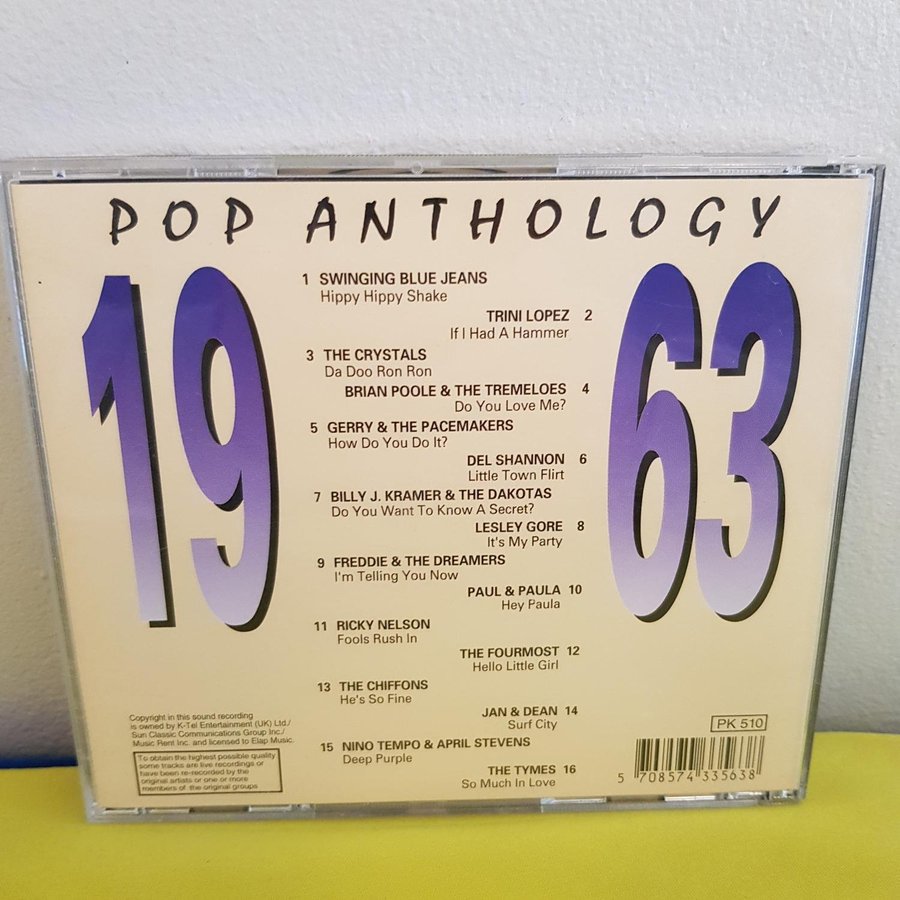 POP ANTHOLOGY
19
63
1 SWINGING BLUE JEANS
Hippy Hippy Shake
TRINI LOPEZ 2
If I Had A Hammer
3 THE CRYSTALS
Da Doo Ron Ron
BRIAN POOLE & THE TREMELOES 4
Do You Love Me?
5 GERRY & THE PACEMAKERS
How Do You Do It?
DEL SHANNON 6
Little Town Flirt
7 BILLY J. KRAMER & THE DAKOTAS
Do You Want To Know A Secret?
LESLEY GORE 8
It's My Party
9 FREDDIE & THE DREAMERS
I'm Telling You Now
PAUL & PAULA 10
Hey Paula
11 RICKY NELSON
Fools Rush In
THE FOURMOST 12
Hello Little Girl
13 THE CHIFFONS
He's So Fine
JAN & DEAN 14
Surf City
15 NINO TEMPO & APRIL STEVENS
Deep Purple
THE TYMES 16
So Much In Love
Copyright in this sound recording
is owned by K-Tel Entertainment (UK) Ltd./
Sun Classic Communications Group Inc./
Music Rent Inc. and licensed to Elap Music.
To obtain the highest possible quality
some tracks are live recordings or
have been re-recorded by the
original artists or one or more
members of the original groups
PK 510
5 708574 335638